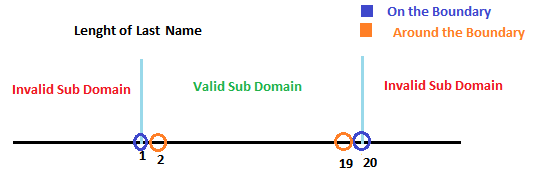 On the Boundary
Lenght of Last Name
Around the Boundary
Invalid Sub Domain
Valid Sub Domain
Invalid Sub Domain
1
2
19
20